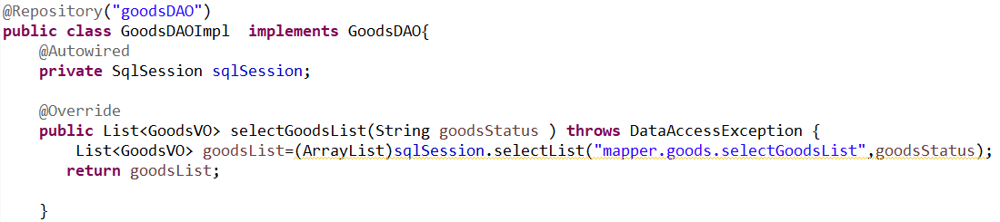 @Repository("goodsDAO")
public class GoodsDAOImpl  implements GoodsDAO{
    @Autowired
    private SqlSession sqlSession;

    @Override
    public List<GoodsVO> selectGoodsList(String goodsStatus ) throws DataAccessException {
        List<GoodsVO> goodsList=(ArrayList)sqlSession.selectList("mapper.goods.selectGoodsList",goodsStatus);
       return goodsList;

    }